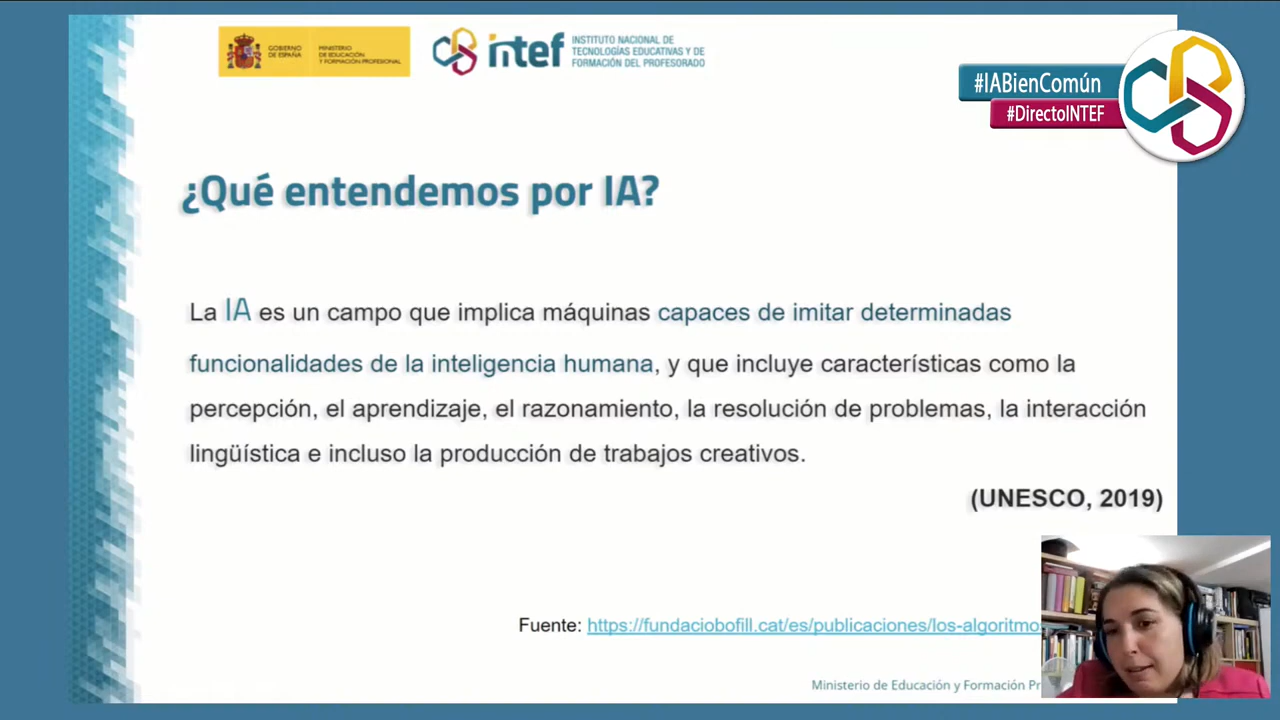 GOBIERNO
DE ESPAÑA
MINISTERIO
DE EDUCACIÓN
Y FORMACIÓN PROFESIONAL
intef
INSTITUTO NACIONAL DE
TECNOLOGÍAS EDUCATIVAS Y DE
FORMACIÓN DEL PROFESORADO
#IABienComún
#DirectoINTEF
¿Qué entendemos por IA?
La IA es un campo que implica máquinas capaces de imitar determinadas
funcionalidades de la inteligencia humana, y que incluye características como la
percepción, el aprendizaje, el razonamiento, la resolución de problemas, la interacción
lingüística e incluso la producción de trabajos creativos.
(UNESCO, 2019)
Fuente: https://fundaciobofill.cat/es/publicaciones/los-algoritmo
Ministerio de Educación y Formación Pr